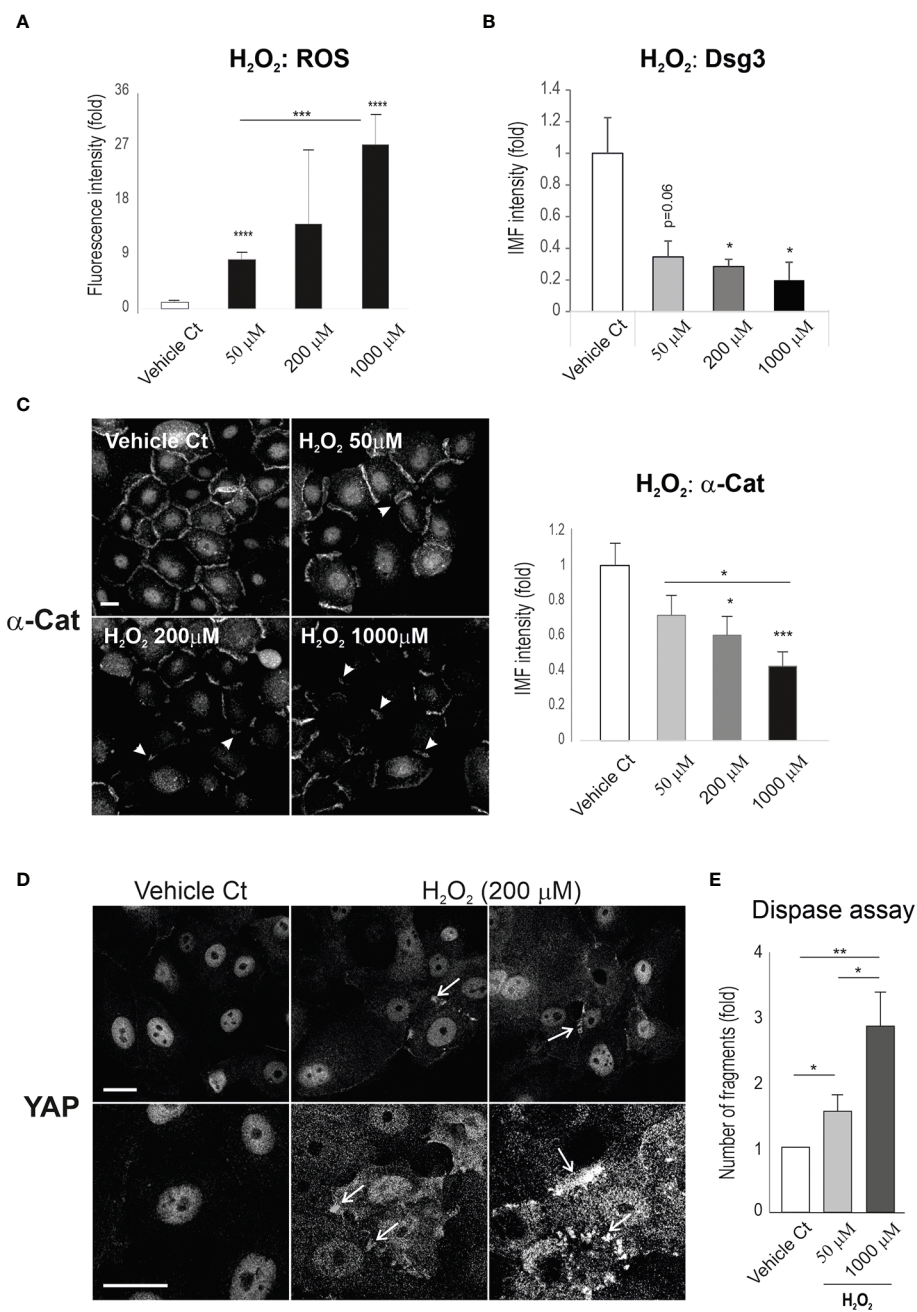 A
H₂O₂: ROS
Fluorescence intensity (fold)
36
27
18
9
0
****
***
****
Vehicle Ct
50 μM
200 μM
1000 μM
B
H₂O₂: Dsg3
IMF intensity (fold)
1.4
1.2
1
0.8
0.6
0.4
0.2
0
p=0.06
*
*
Vehicle Ct
50 μM
200 μM
1000 μM
C
α-Cat
Vehicle Ct
H₂O₂ 50μM
H₂O₂ 200μM
H₂O₂ 1000μM
H₂O₂: α-Cat
IMF intensity (fold)
1.2
1
0.8
0.6
0.4
0.2
0
*
*
***
Vehicle Ct
50 μM
200 μM
1000 μM
D
Vehicle Ct
H₂O₂ (200 μM)
YAP
E
Dispase assay
Number of fragments (fold)
4
3
2
1
0
**
*
*
Vehicle Ct
50 μM
1000 μM
H₂O₂